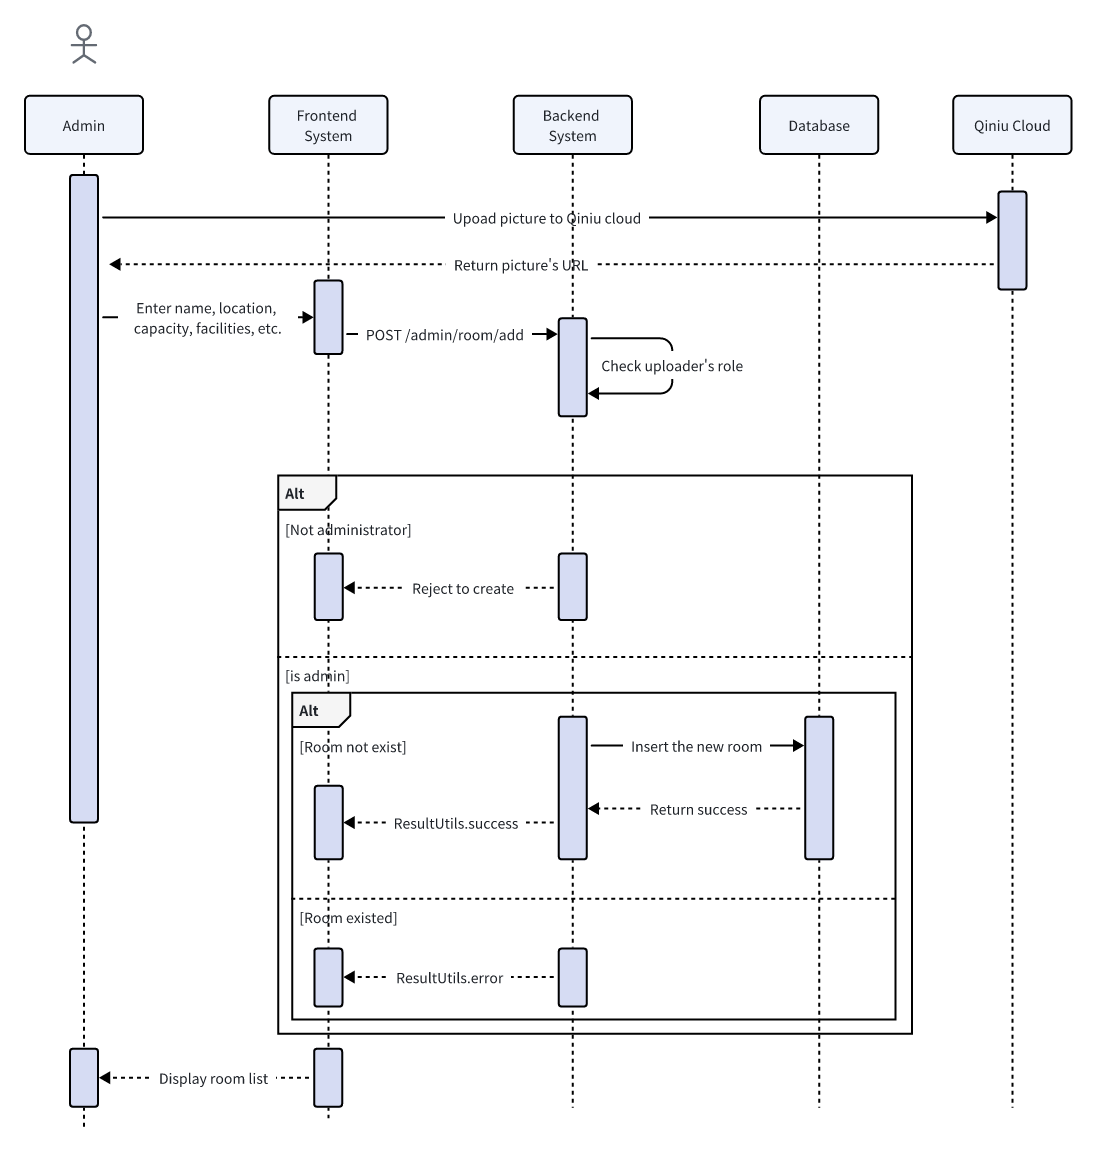 Admin
Frontend
System
Backend
System
Database
Qiniu Cloud
Upoad picture to Qiniu cloud
Return picture's URL
Enter name, location,
capacity, facilities, etc.
POST /admin/room/add
Check uploader's role
Alt
[Not administrator]
Reject to create
[is admin]
Alt
[Room not exist]
Insert the new room
Return success
ResultUtils.success
[Room existed]
ResultUtils.error
Display room list